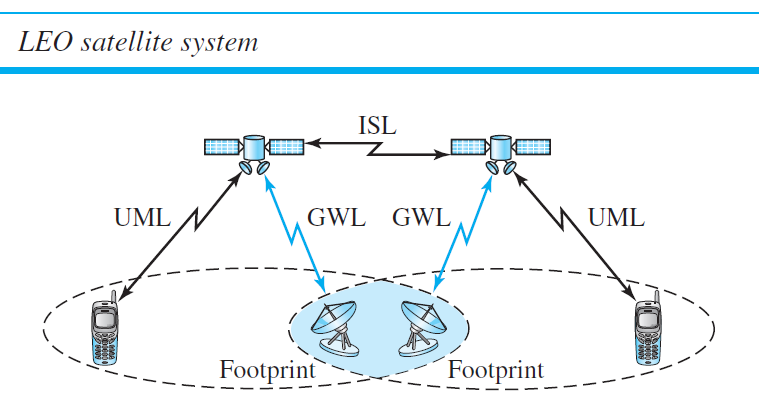 LEO satellite system
ISL
UML GWL GWL UML
Footprint Footprint